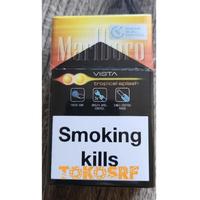 Marlboro
VISTA
tropical splash
Smoking
kills
TOKOSRF